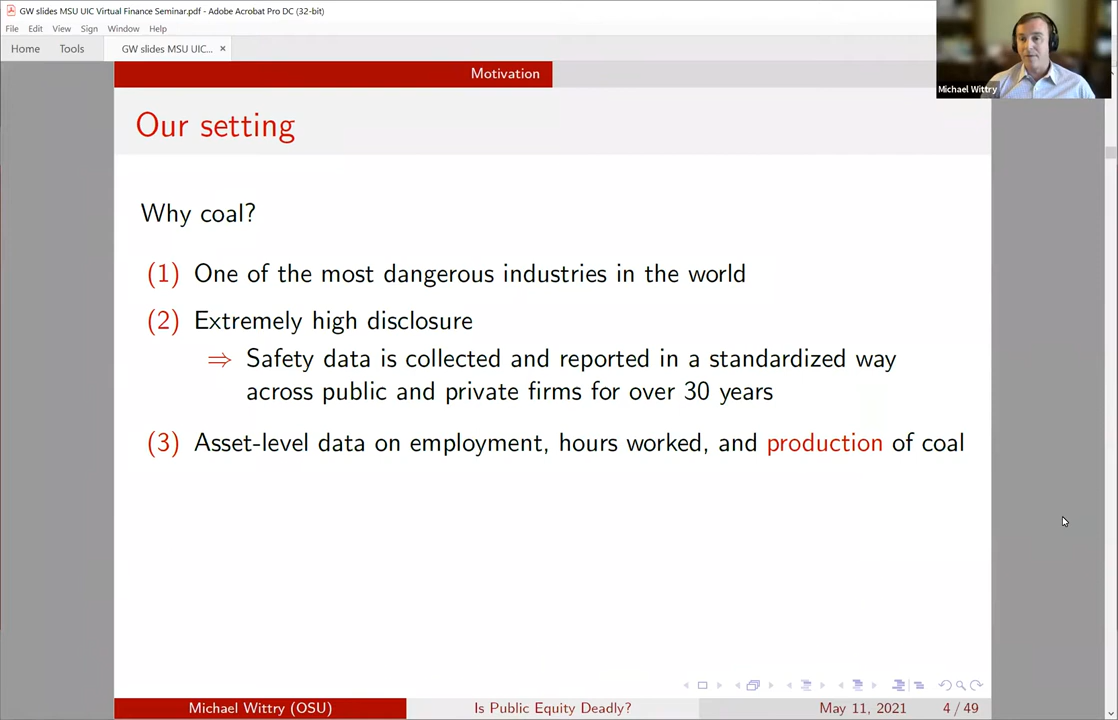 GW slides MSU UIC Virtual Finance Seminar.pdf - Adobe Acrobat Pro DC (32-bit)
File Edit View Sign Window Help
Home Tools GW slides MSU UIC... ×
Michael Wittry
Motivation
Our setting
Why coal?
(1) One of the most dangerous industries in the world
(2) Extremely high disclosure
⇒ Safety data is collected and reported in a standardized way
across public and private firms for over 30 years
(3) Asset-level data on employment, hours worked, and production of coal
Michael Wittry (OSU) Is Public Equity Deadly? May 11, 2021 4 / 49